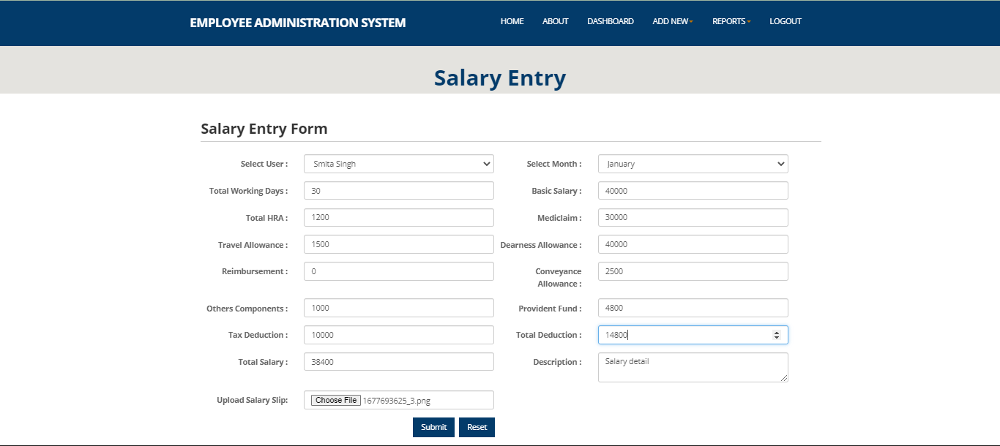 EMPLOYEE ADMINISTRATION SYSTEM HOME ABOUT DASHBOARD ADD NEW REPORTS LOGOUT
Salary Entry
Salary Entry Form
Select User : Smita Singh Select Month : January
Total Working Days : 30 Basic Salary : 40000
Total HRA : 1200 Mediclaim : 30000
Travel Allowance : 1500 Dearness Allowance : 40000
Reimbursement : 0 Conveyance 2500
Allowance :
Others Components : 1000 Provident Fund : 4800
Tax Deduction : 10000 Total Deduction : 14800
Total Salary : 38400 Description : Salary detail
Upload Salary Slip: Choose File 1677693625_3.png
Submit Reset